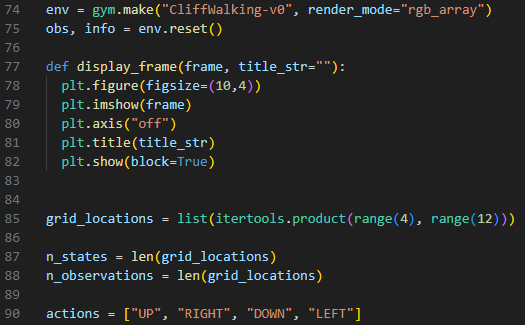 74 env = gym.make("CliffWalking-v0", render_mode="rgb_array")
75 obs, info = env.reset()
76
77 def display_frame(frame, title_str=""):
78   plt.figure(figsize=(10,4))
79   plt.imshow(frame)
80   plt.axis("off")
81   plt.title(title_str)
82   plt.show(block=True)
83
84
85 grid_locations = list(itertools.product(range(4), range(12)))
86
87 n_states = len(grid_locations)
88 n_observations = len(grid_locations)
89
90 actions = ["UP", "RIGHT", "DOWN", "LEFT"]